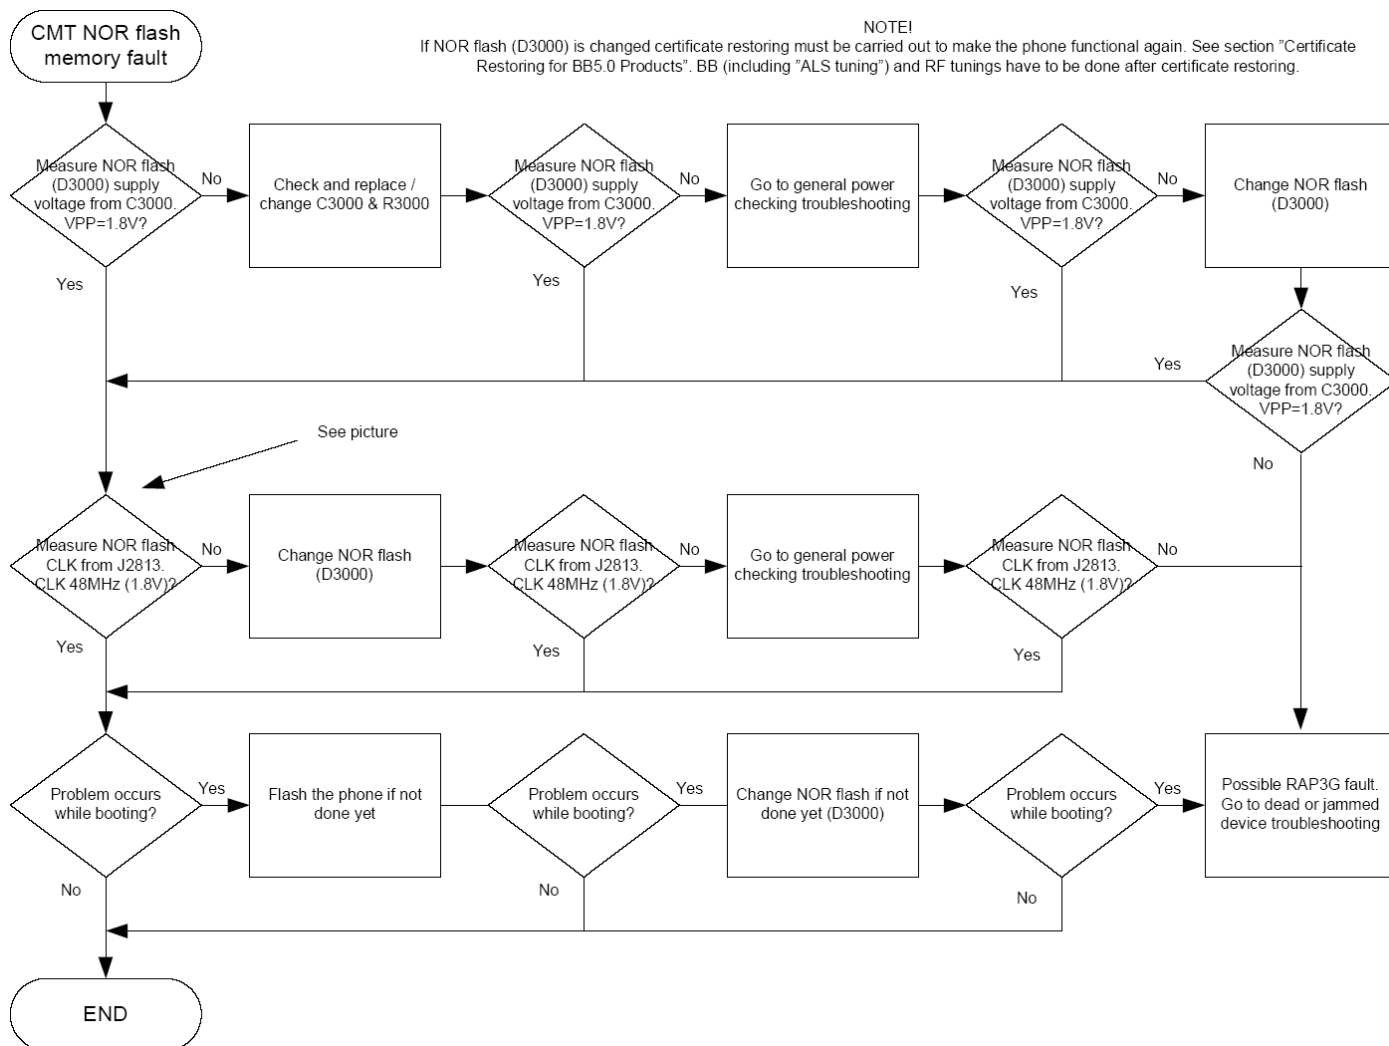 CMT NOR flash
memory fault
NOTE!
If NOR flash (D3000) is changed certificate restoring must be carried out to make the phone functional again. See section ”Certificate
Restoring for BB5.0 Products”. BB (including ”ALS tuning”) and RF tunings have to be done after certificate restoring.
Measure NOR flash
(D3000) supply
voltage from C3000.
VPP=1.8V?
No
Check and replace /
change C3000 & R3000
Measure NOR flash
(D3000) supply
voltage from C3000.
VPP=1.8V?
No
Go to general power
checking troubleshooting
Measure NOR flash
(D3000) supply
voltage from C3000.
VPP=1.8V?
No
Change NOR flash
(D3000)
Yes
Yes
Yes
Yes
Measure NOR flash
(D3000) supply
voltage from C3000.
VPP=1.8V?
No
See picture
Measure NOR flash
CLK from J2813.
CLK 48MHz (1.8V)?
No
Change NOR flash
(D3000)
Measure NOR flash
CLK from J2813.
CLK 48MHz (1.8V)?
No
Go to general power
checking troubleshooting
Measure NOR flash
CLK from J2813.
CLK 48MHz (1.8V)?
No
Yes
Yes
Yes
Problem occurs
while booting?
Yes
Flash the phone if not
done yet
Problem occurs
while booting?
Yes
Change NOR flash if not
done yet (D3000)
Problem occurs
while booting?
Yes
Possible RAP3G fault.
Go to dead or jammed
device troubleshooting
No
No
No
END